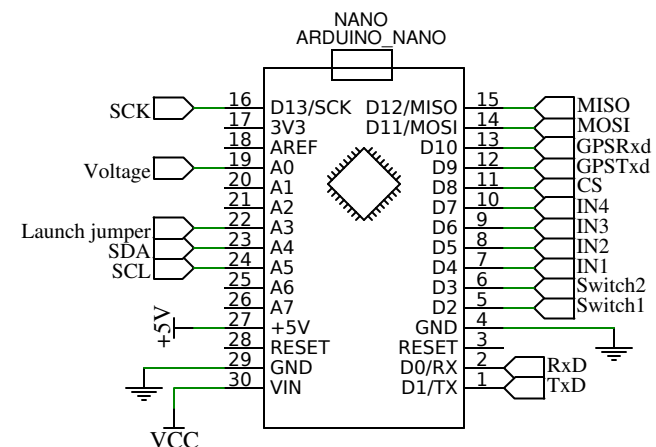 NANO
ARDUINO_NANO
SCK 16 D13/SCK D12/MISO 15 MISO
17 3V3 D11/MOSI 14 MOSI
18 AREF D10 13 GPSRxd
Voltage 19 A0 D9 12 GPSTxd
20 A1 D8 11 CS
21 A2 D7 10 IN4
Launch jumper 22 A3 D6 9 IN3
SDA 23 A4 D5 8 IN2
SCL 24 A5 D4 7 IN1
25 A6 D3 6 Switch2
26 A7 D2 5 Switch1
+5V 27 +5V GND 4
28 RESET RESET 3
29 GND D0/RX 2 RxD
30 VIN D1/TX 1 TxD
VCC